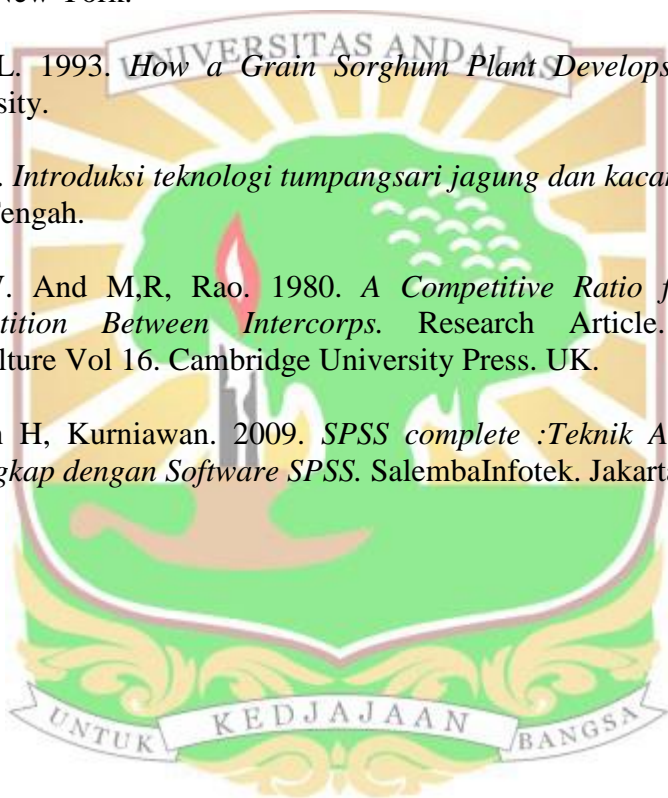 New York.
UNIVERSITAS ANDALAS
L. 1993. How a Grain Sorghum Plant Develops
sity.
. Introduksi teknologi tumpangsari jagung dan kacan
Tengah.
. And M,R, Rao. 1980. A Competitive Ratio f
tition Between Intercorps. Research Article.
lture Vol 16. Cambridge University Press. UK.
n H, Kurniawan. 2009. SPSS complete :Teknik A
gkap dengan Software SPSS. SalembaInfotek. Jakarta
UNTUK KEDJAJAAN BANGSA